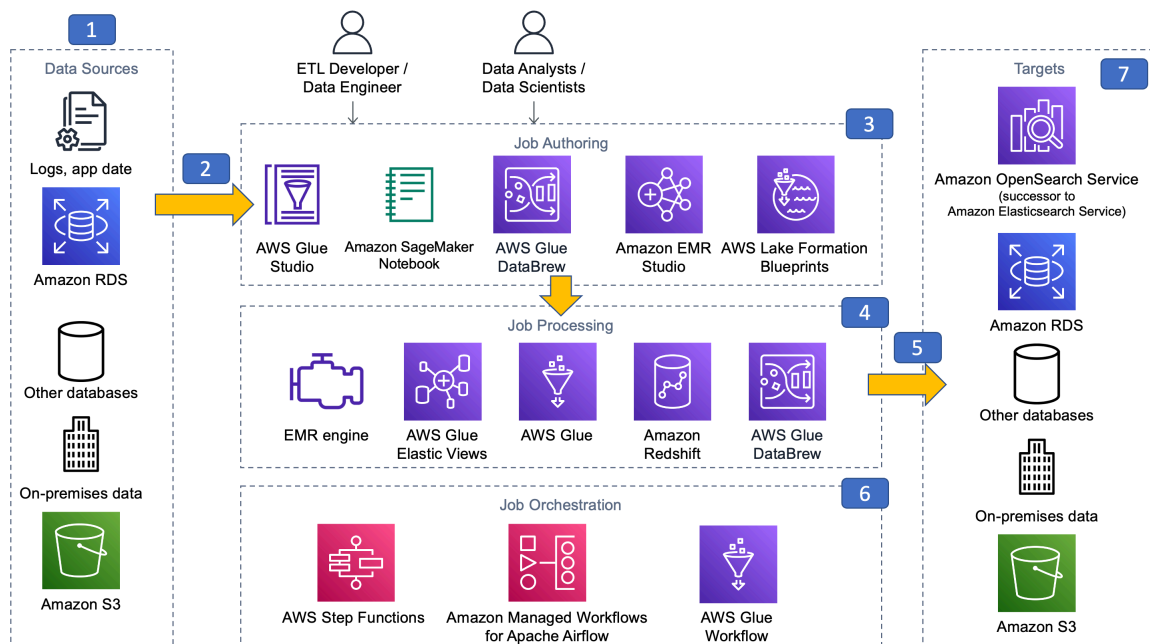 1
Data Sources
Logs, app date
Amazon RDS
Other databases
On-premises data
Amazon S3
2
ETL Developer /
Data Engineer
Data Analysts /
Data Scientists
3
Job Authoring
AWS Glue
Studio
Amazon SageMaker
Notebook
AWS Glue
DataBrew
Amazon EMR
Studio
AWS Lake Formation
Blueprints
4
Job Processing
EMR engine
AWS Glue
Elastic Views
AWS Glue
Amazon
Redshift
AWS Glue
DataBrew
5
6
Job Orchestration
AWS Step Functions
Amazon Managed Workflows
for Apache Airflow
AWS Glue
Workflow
7
Targets
Amazon OpenSearch Service
(successor to
Amazon Elasticsearch Service)
Amazon RDS
Other databases
On-premises data
Amazon S3